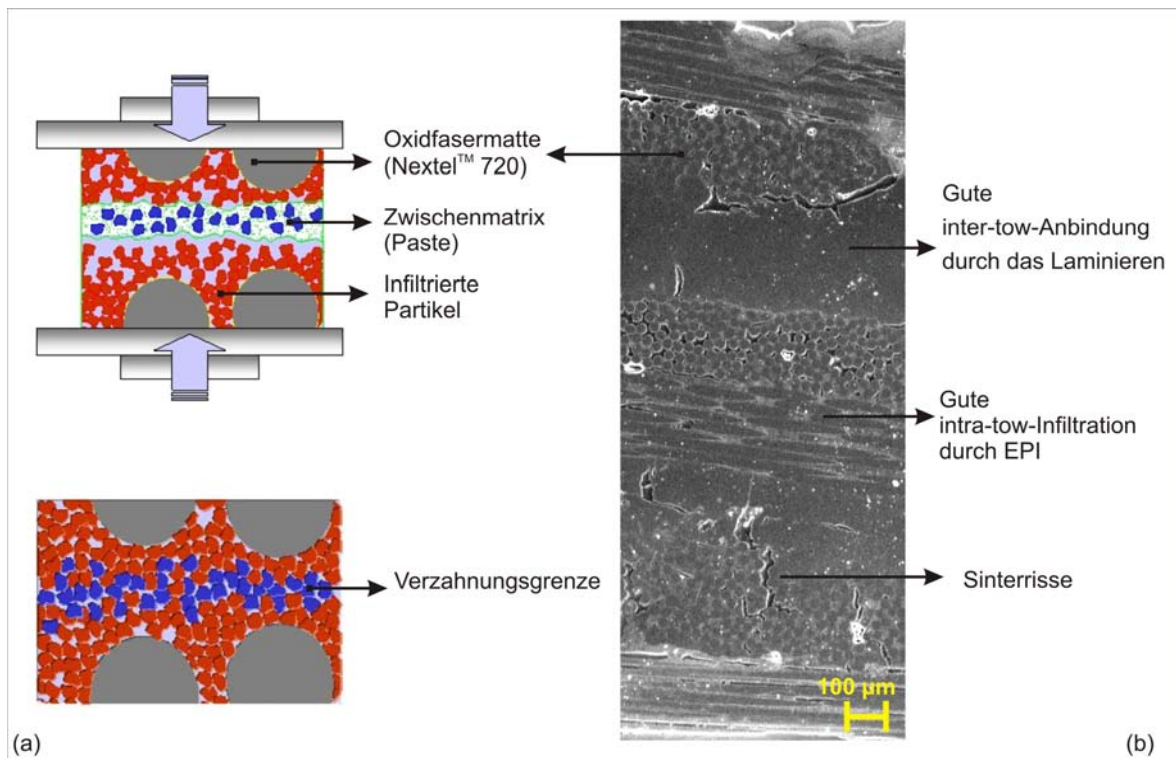 Oxidfasermatte
(Nextel™ 720)
Zwischenmatrix
(Paste)
Infiltrierte
Partikel
Verzahnungsgrenze
(a)
Gute
inter-tow-Anbindung
durch das Laminieren
Gute
intra-tow-Infiltration
durch EPI
Sinterrisse
100 µm
(b)